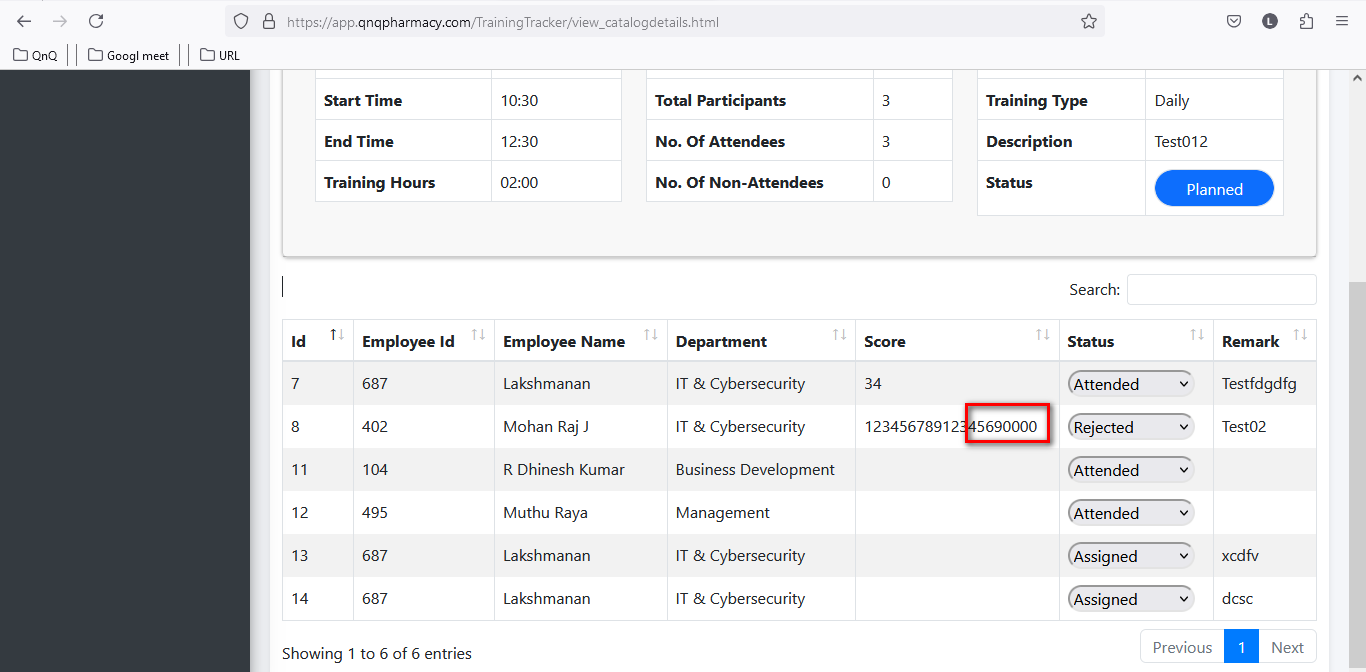 https://app.qnqpharmacy.com/TrainingTracker/view_catalogdetails.html
L
QnQ Googl meet URL
Start Time 10:30 Total Participants 3 Training Type Daily
End Time 12:30 No. Of Attendees 3 Description Test012
Training Hours 02:00 No. Of Non-Attendees 0 Status Planned
Search:
Id Employee Id Employee Name Department Score Status Remark
7 687 Lakshmanan IT & Cybersecurity 34 Attended Testfdgdfg
8 402 Mohan Raj J IT & Cybersecurity 12345678912345690000 Rejected Test02
11 104 R Dhinesh Kumar Business Development Attended
12 495 Muthu Raya Management Attended
13 687 Lakshmanan IT & Cybersecurity Assigned xcdfv
14 687 Lakshmanan IT & Cybersecurity Assigned dcsc
Showing 1 to 6 of 6 entries Previous 1 Next